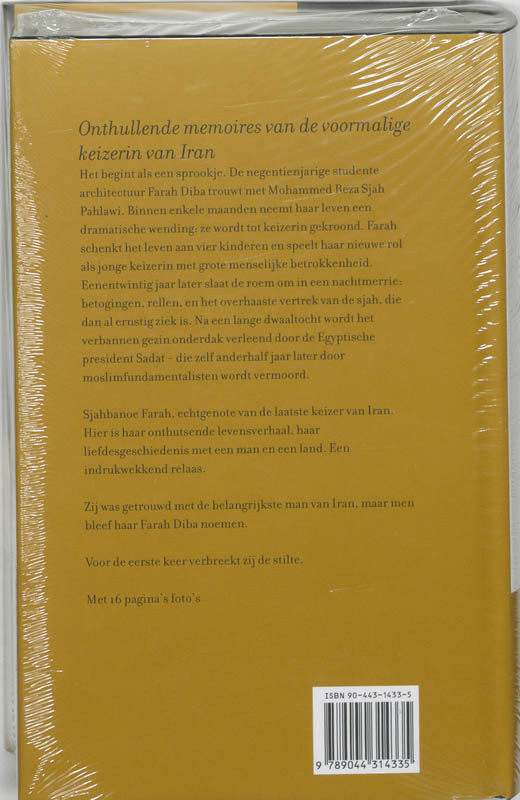 Onthullende memoires van de voormalige
keizerin van Iran
Het begint als een sprookje. De negentienjarige studente
architectuur Farah Diba trouwt met Mohammed Reza Sjah
Pahlawi. Binnen enkele maanden neemt haar leven een
dramatische wending: ze wordt tot keizerin gekroond. Farah
schenkt het leven aan vier kinderen en speelt haar nieuwe rol
als jonge keizerin met grote menselijke betrokkenheid.
Eenentwintig jaar later slaat de roem om in een nachtmerrie:
betogingen, rellen, en het overhaaste vertrek van de sjah, die
dan al ernstig ziek is. Na een lange dwaaltocht wordt het
verbannen gezin onderdak verleend door de Egyptische
president Sadat – die zelf anderhalf jaar later door
moslimfundamentalisten wordt vermoord.
Sjahbanoe Farah, echtgenote van de laatste keizer van Iran.
Hier is haar onthutsende levensverhaal, haar
liefdesgeschiedenis met een man en een land. Een
indrukwekkend relaas.
Zij was getrouwd met de belangrijkste man van Iran, maar men
bleef haar Farah Diba noemen.
Voor de eerste keer verbreekt zij de stilte.
Met 16 pagina's foto's
ISBN 90-443-1433-5
9 789044 314335